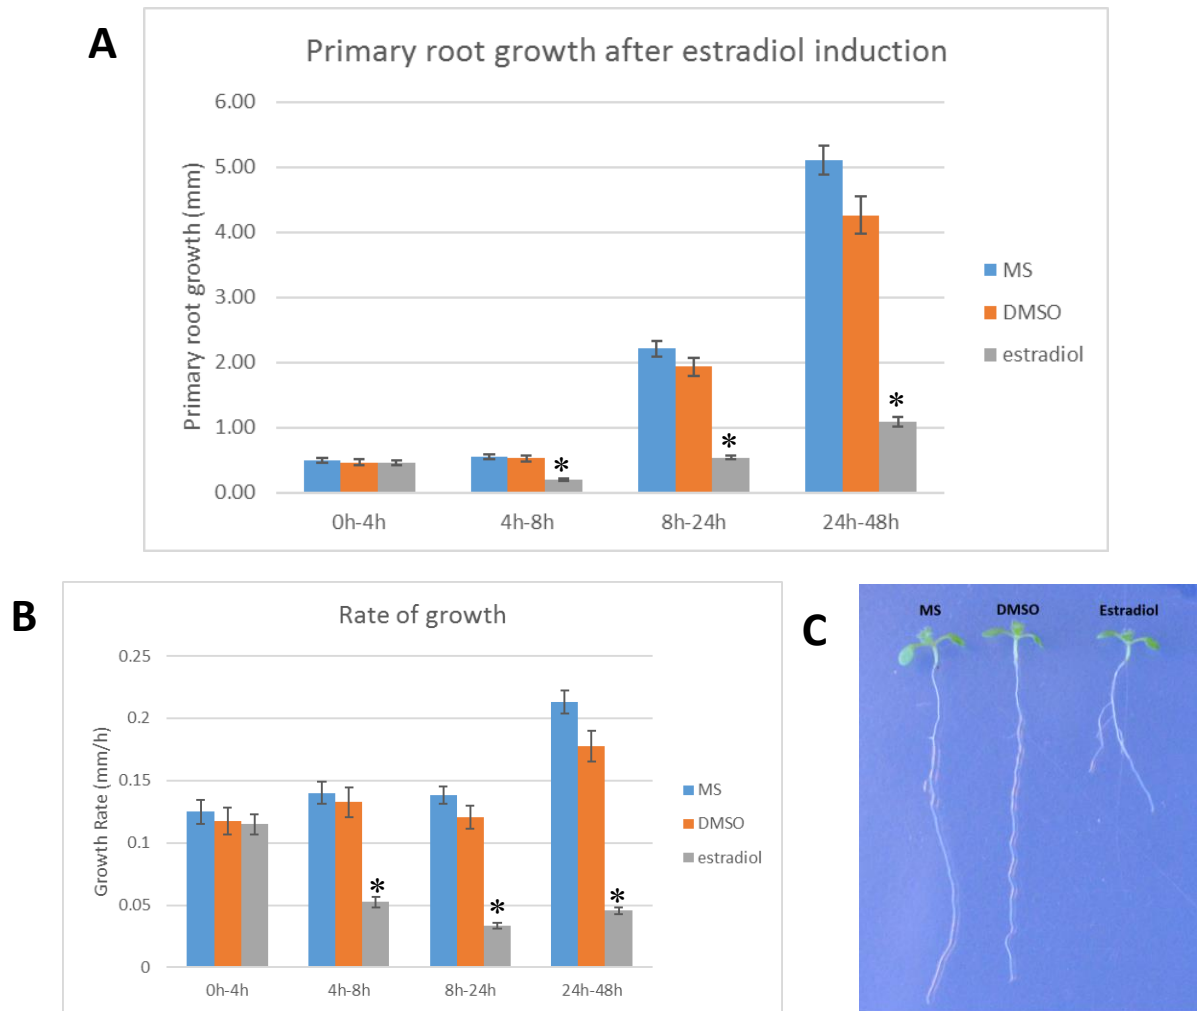 A
Primary root growth after estradiol induction
Primary root growth (mm)
6.00
5.00
4.00
3.00
2.00
1.00
0.00
* * *
0h-4h 4h-8h 8h-24h 24h-48h
MS
DMSO
estradiol
B
Rate of growth
Growth Rate (mm/h)
0.25
0.2
0.15
0.1
0.05
0
* * *
0h-4h 4h-8h 8h-24h 24h-48h
MS
DMSO
estradiol
C
MS DMSO Estradiol